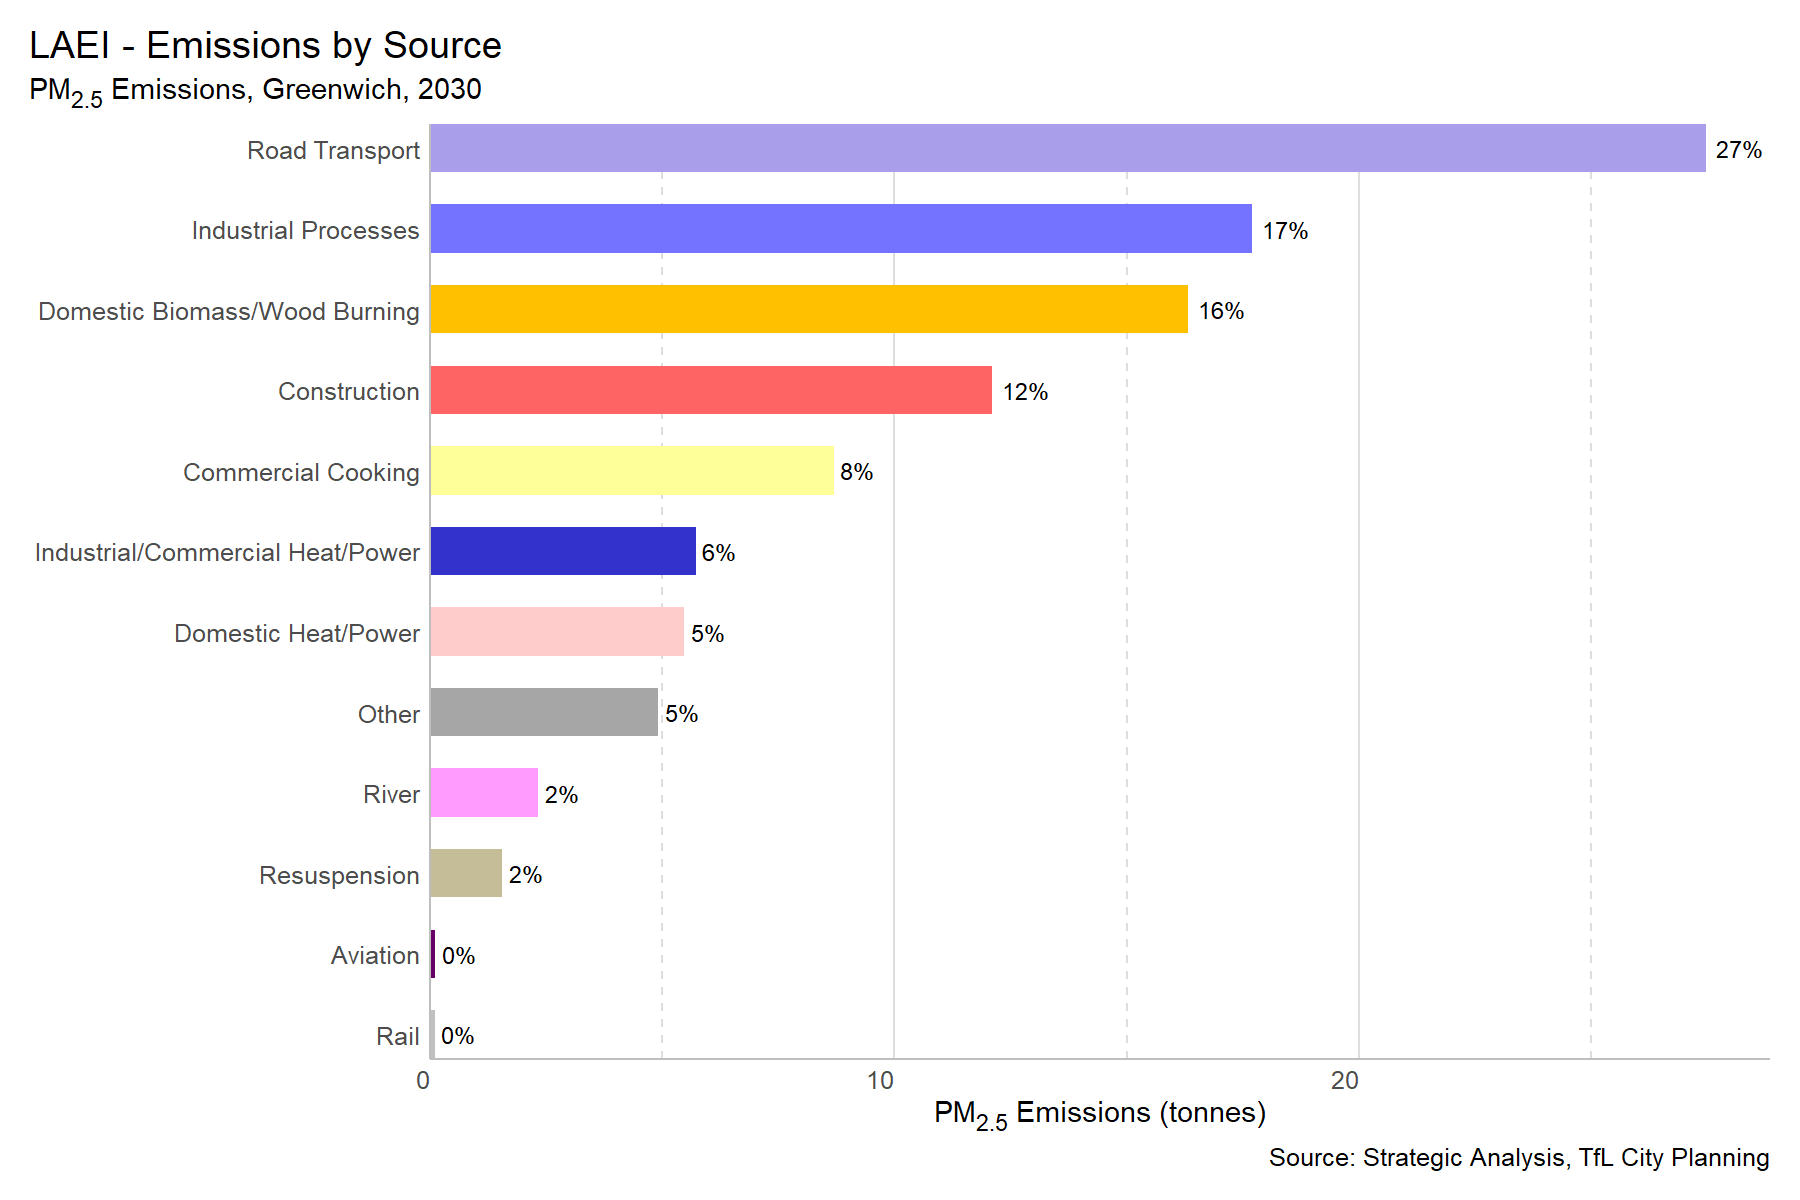 LAEI - Emissions by Source
PM2.5 Emissions, Greenwich, 2030
Road Transport 27%
Industrial Processes 17%
Domestic Biomass/Wood Burning 16%
Construction 12%
Commercial Cooking 8%
Industrial/Commercial Heat/Power 6%
Domestic Heat/Power 5%
Other 5%
River 2%
Resuspension 2%
Aviation 0%
Rail 0%
0 10 20
PM2.5 Emissions (tonnes)
Source: Strategic Analysis, TfL City Planning